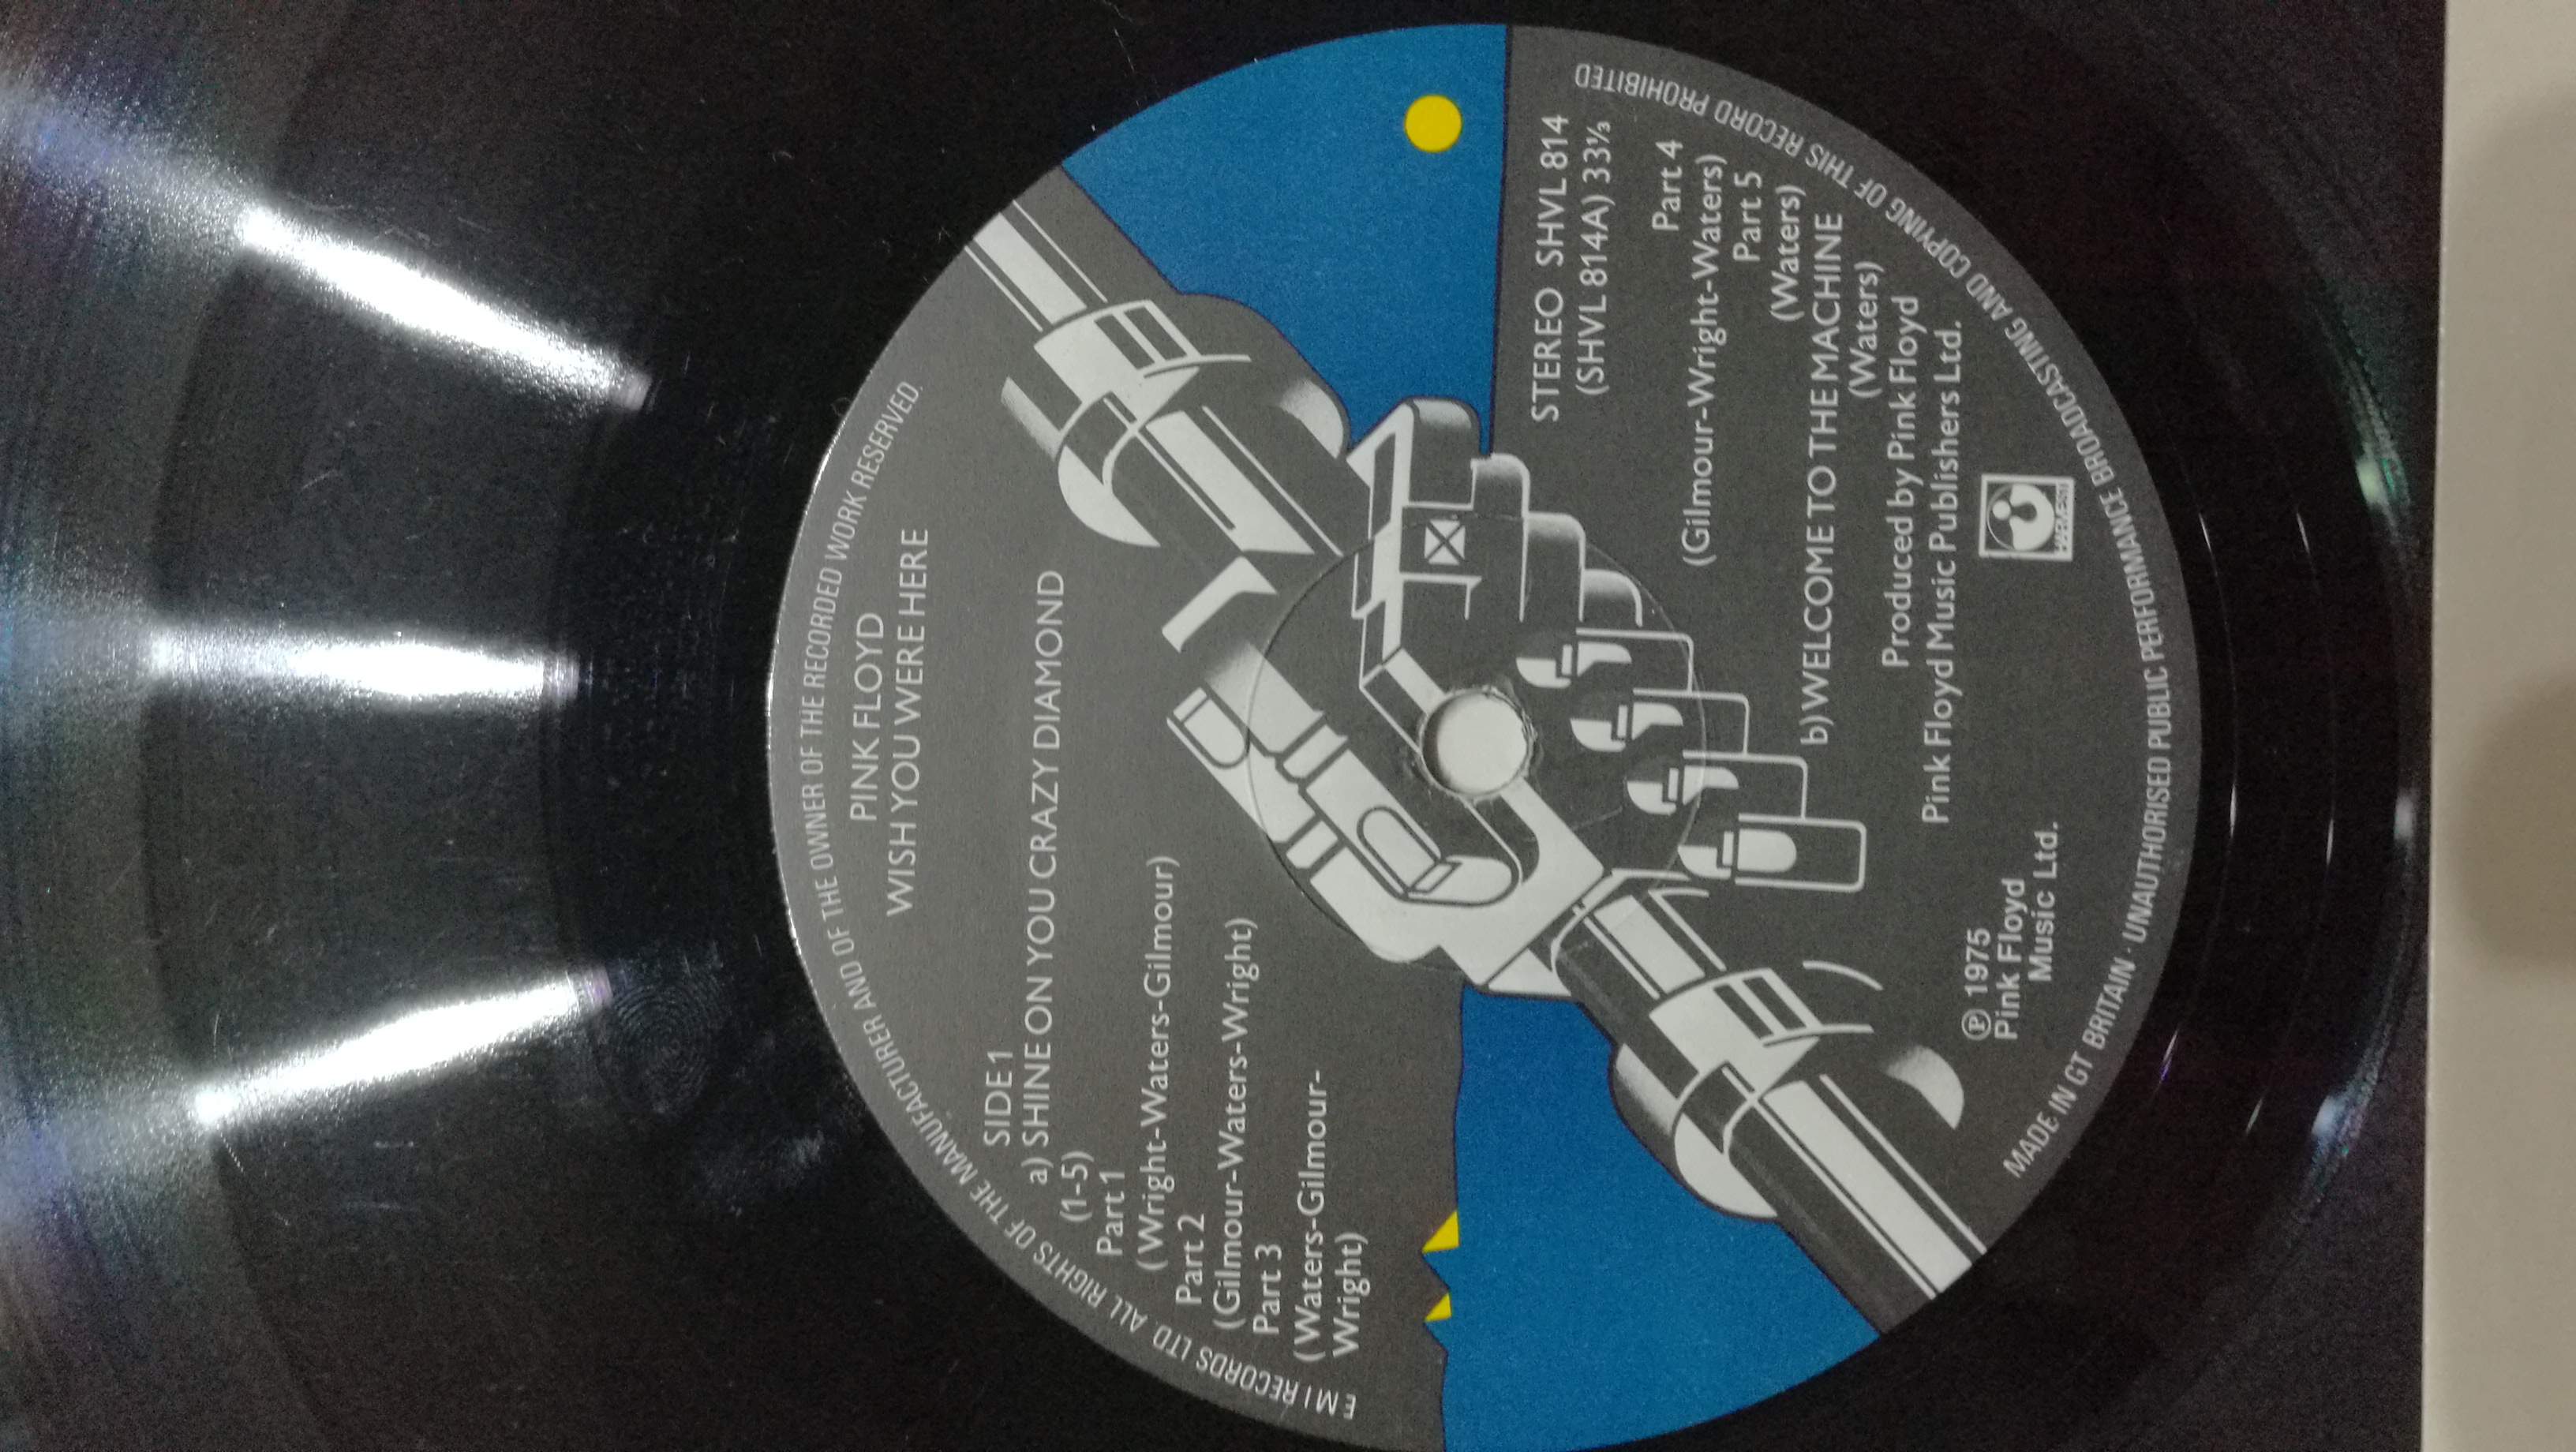 E M I RECORDS LTD ALL RIGHTS OF THE MANUFACTURER AND OF THE OWNER OF THE RECORDED WORK RESERVED.
PINK FLOYD
WISH YOU WERE HERE
SIDE 1
a) SHINE ON YOU CRAZY DIAMOND
(1-5)
Part 1
(Wright-Waters-Gilmour)
Part 2
(Gilmour-Waters-Wright)
Part 3
(Waters-Gilmour-
Wright)
STEREO SHVL 814
(SHVL 814A) 33⅓
Part 4
(Gilmour-Wright-Waters)
Part 5
(Waters)
b) WELCOME TO THE MACHINE
(Waters)
Produced by Pink Floyd
Pink Floyd Music Publishers Ltd.
HARVEST
℗ 1975
Pink Floyd
Music Ltd.
MADE IN GT BRITAIN · UNAUTHORISED PUBLIC PERFORMANCE BROADCASTING AND COPYING OF THIS RECORD PROHIBITED